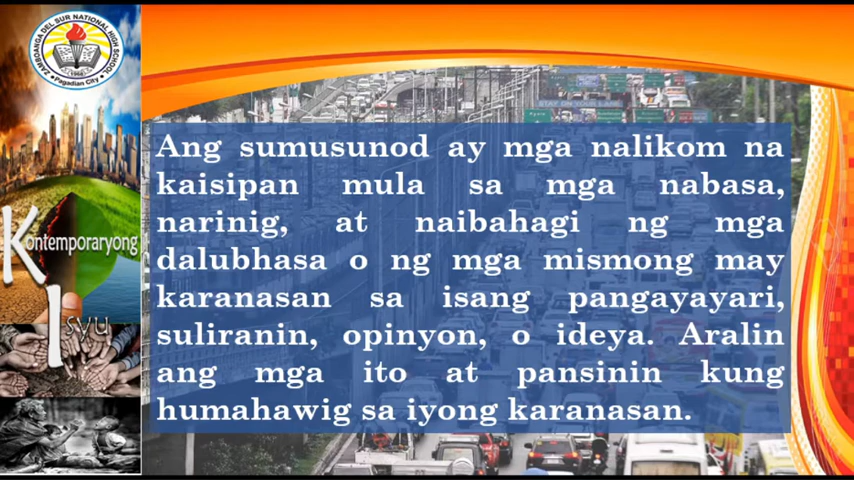 ZAMBOANGA DEL SUR NATIONAL HIGH SCHOOL
1966
Pagadian City
Kontemporaryong
Isyu
STAY ON YOUR LANE
Ang sumusunod ay mga nalikom na
kaisipan mula sa mga nabasa,
narinig, at naibahagi ng mga
dalubhasa o ng mga mismong may
karanasan sa isang pangayayari,
suliranin, opinyon, o ideya. Aralin
ang mga ito at pansinin kung
humahawig sa iyong karanasan.